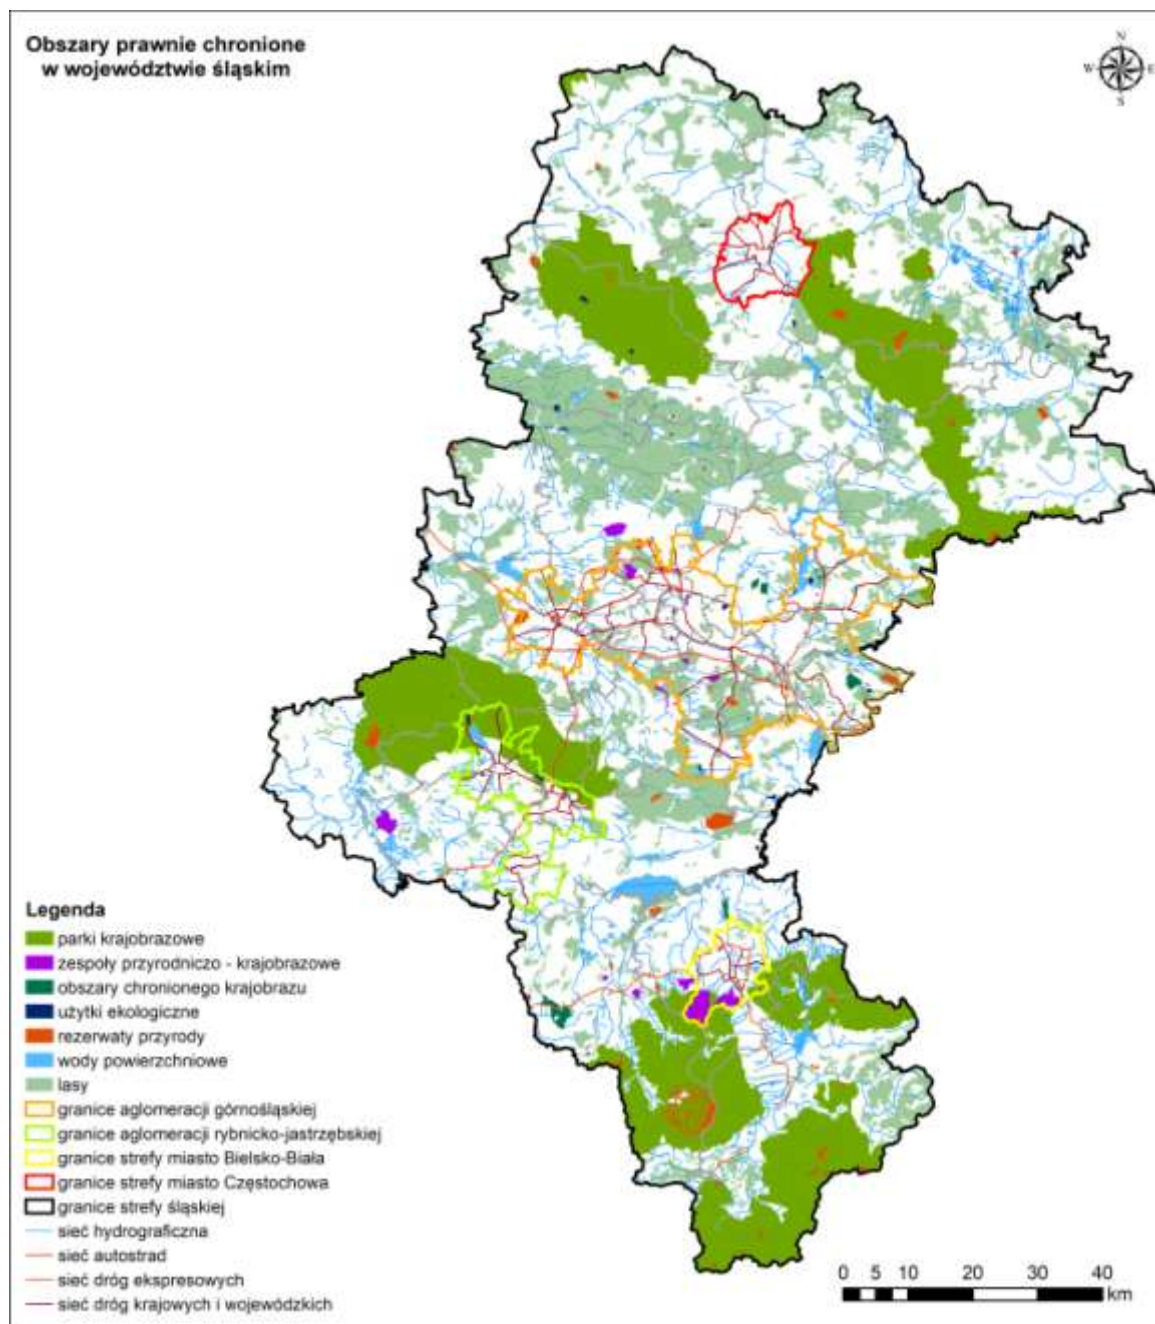 Obszary prawnie chronione
w województwie śląskim
N
W E
S
Legenda
parki krajobrazowe
zespoły przyrodniczo - krajobrazowe
obszary chronionego krajobrazu
użytki ekologiczne
rezerwaty przyrody
wody powierzchniowe
lasy
granice aglomeracji górnośląskiej
granice aglomeracji rybnicko-jastrzębskiej
granice strefy miasto Bielsko-Biała
granice strefy miasto Częstochowa
granice strefy śląskiej
sieć hydrograficzna
sieć autostrad
sieć dróg ekspresowych
sieć dróg krajowych i wojewódzkich
0 5 10 20 30 40
km